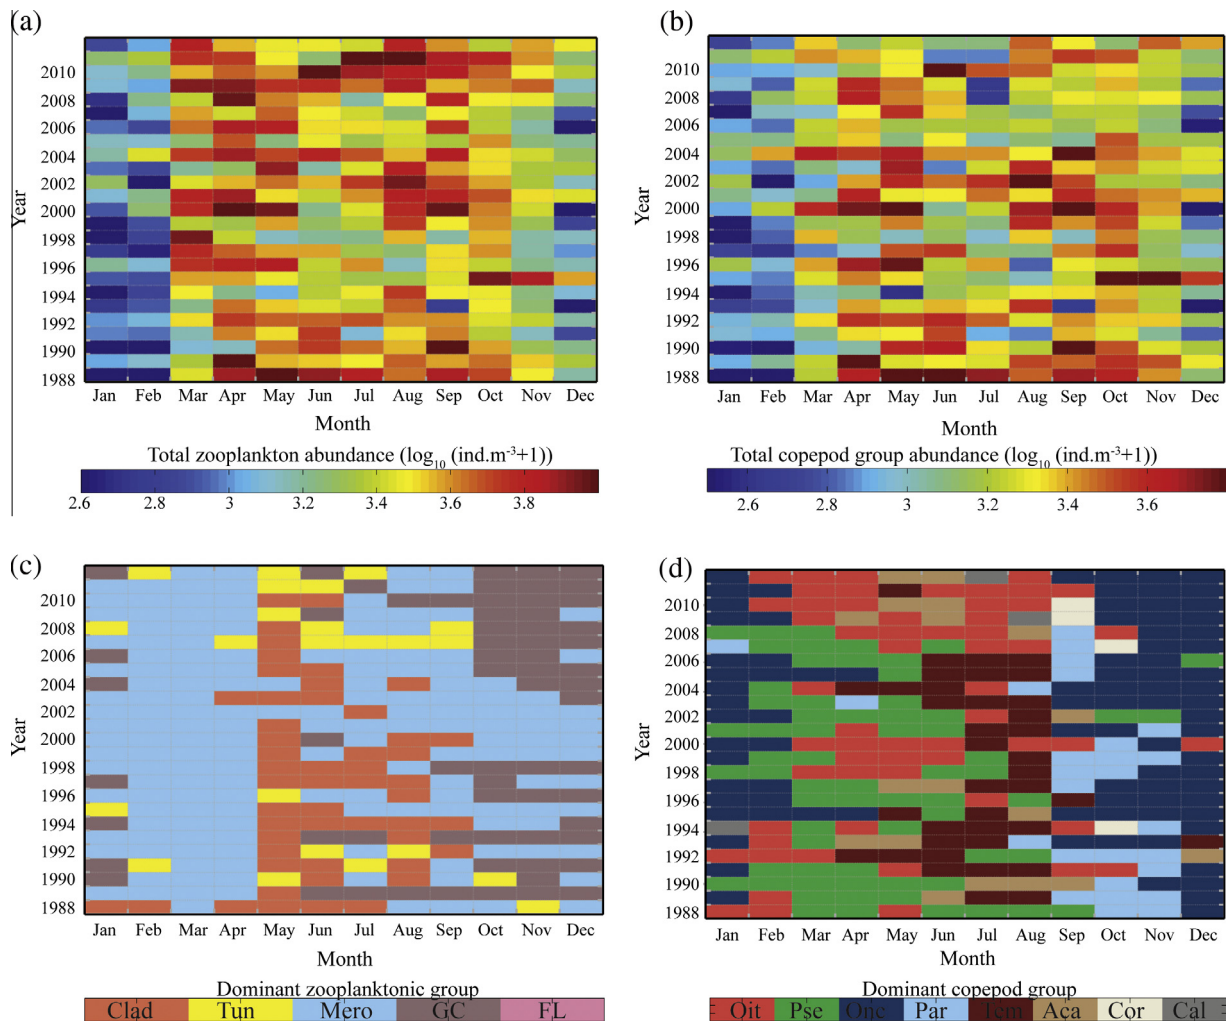 (a)
Year
2010
2008
2006
2004
2002
2000
1998
1996
1994
1992
1990
1988
Jan Feb Mar Apr May Jun Jul Aug Sep Oct Nov Dec
Month
Total zooplankton abundance (log10 (ind.m-3+1))
2.6 2.8 3 3.2 3.4 3.6 3.8
(b)
Year
2010
2008
2006
2004
2002
2000
1998
1996
1994
1992
1990
1988
Jan Feb Mar Apr May Jun Jul Aug Sep Oct Nov Dec
Month
Total copepod group abundance (log10 (ind.m-3+1))
2.6 2.8 3 3.2 3.4 3.6
(c)
Year
2010
2008
2006
2004
2002
2000
1998
1996
1994
1992
1990
1988
Jan Feb Mar Apr May Jun Jul Aug Sep Oct Nov Dec
Month
Dominant zooplanktonic group
Clad Tun Mero GC FL
(d)
Year
2010
2008
2006
2004
2002
2000
1998
1996
1994
1992
1990
1988
Jan Feb Mar Apr May Jun Jul Aug Sep Oct Nov Dec
Month
Dominant copepod group
Oit Pse Onc Par Tem Aca Cor Cal